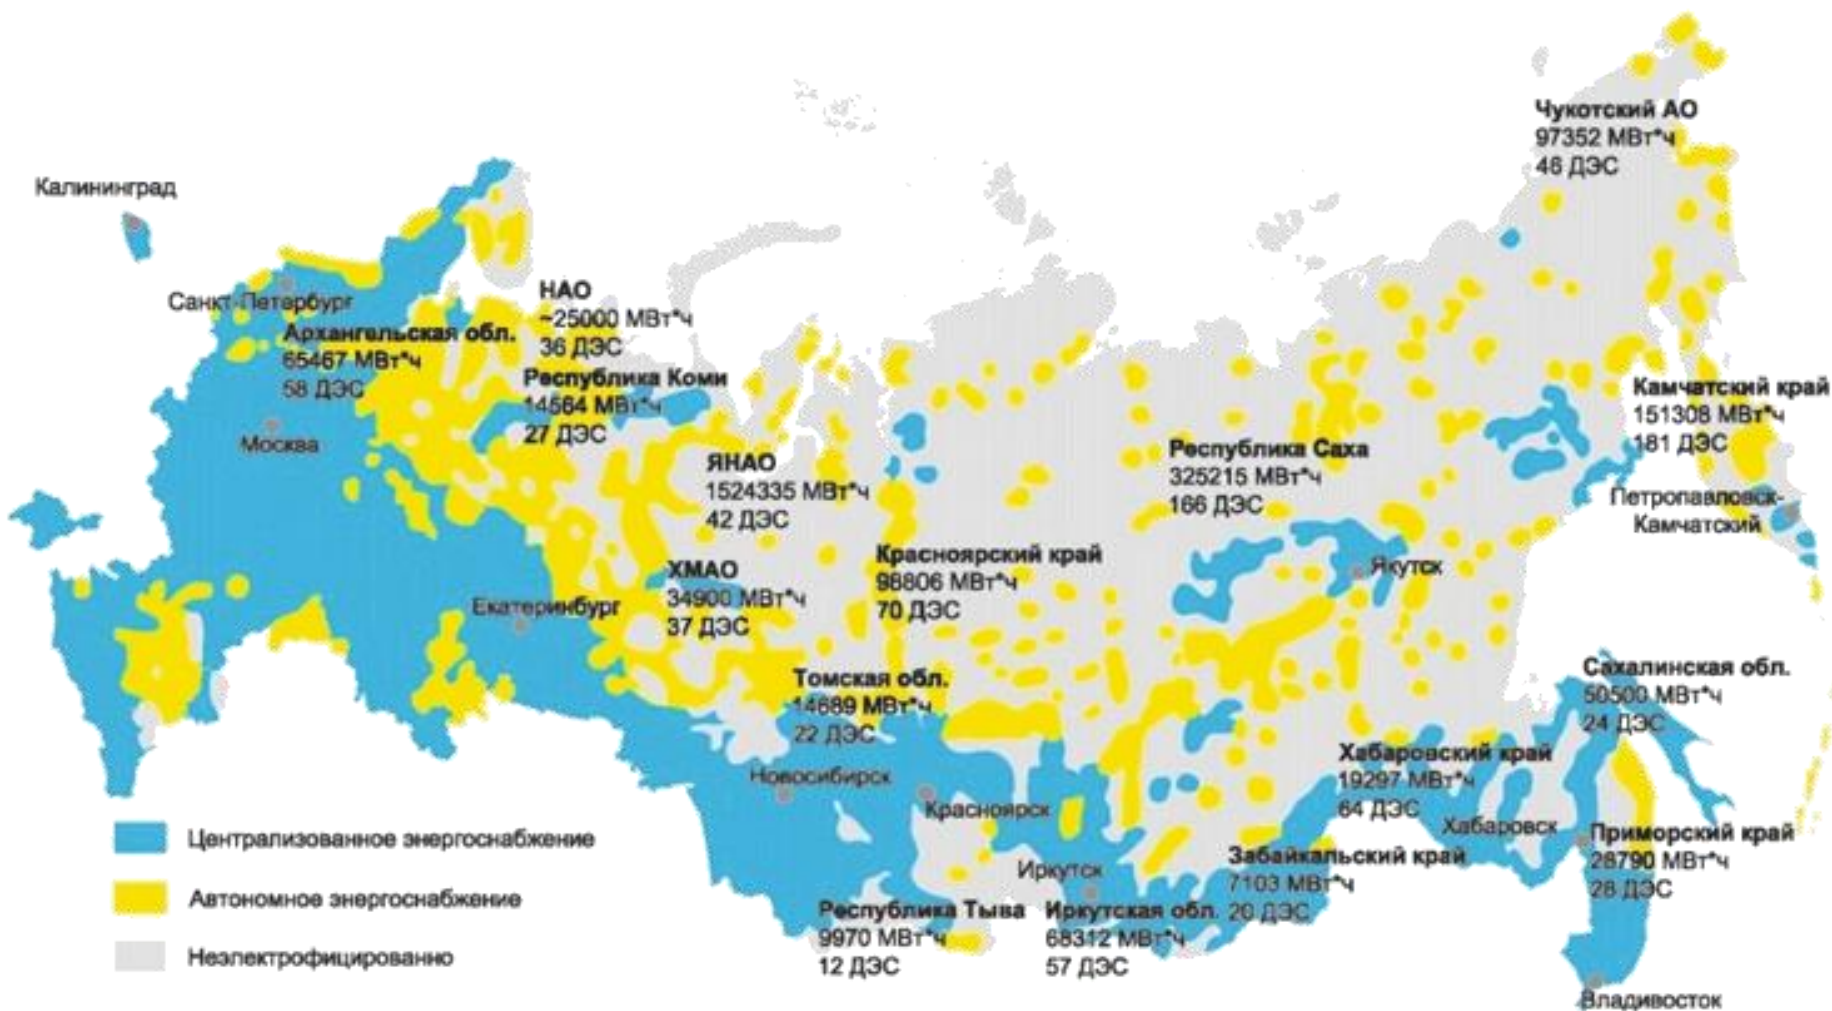 Чукотский АО
97352 МВт*ч
46 ДЭС
Калининград
Санкт-Петербург
Архангельская обл.
65467 МВт*ч
58 ДЭС
НАО
~25000 МВт*ч
36 ДЭС
Республика Коми
14564 МВт*ч
27 ДЭС
Москва
Камчатский край
151308 МВт*ч
181 ДЭС
ЯНАО
1524335 МВт*ч
42 ДЭС
Республика Саха
325215 МВт*ч
166 ДЭС
Петропавловск-
Камчатский
Красноярский край
98806 МВт*ч
70 ДЭС
Якутск
ХМАО
34900 МВт*ч
37 ДЭС
Екатеринбург
Томская обл.
14689 МВт*ч
22 ДЭС
Сахалинская обл.
50500 МВт*ч
24 ДЭС
Новосибирск
Красноярск
Хабаровский край
19297 МВт*ч
64 ДЭС
Хабаровск
Приморский край
28790 МВт*ч
28 ДЭС
Иркутск
Забайкальский край
7103 МВт*ч
20 ДЭС
Республика Тыва
9970 МВт*ч
12 ДЭС
Иркутская обл.
68312 МВт*ч
57 ДЭС
Владивосток
Централизованное энергоснабжение
Автономное энергоснабжение
Неэлектрофицированно